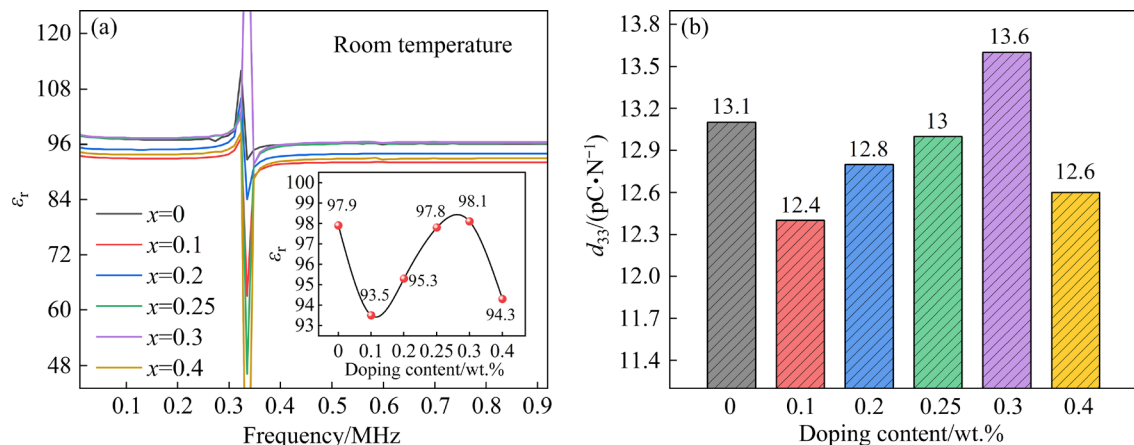 (a)
Room temperature
120
108
96
84
72
60
48
εr
x=0
x=0.1
x=0.2
x=0.25
x=0.3
x=0.4
0.1 0.2 0.3 0.4 0.5 0.6 0.7 0.8 0.9
Frequency/MHz
100
99
98
97
96
95
94
93
εr
97.9
93.5
95.3
97.8
98.1
94.3
0 0.1 0.2 0.25 0.3 0.4
Doping content/wt.%
(b)
13.8
13.5
13.2
12.9
12.6
12.3
12.0
11.7
11.4
d33/(pC•N−1)
13.1
12.4
12.8
13
13.6
12.6
0 0.1 0.2 0.25 0.3 0.4
Doping content/wt.%